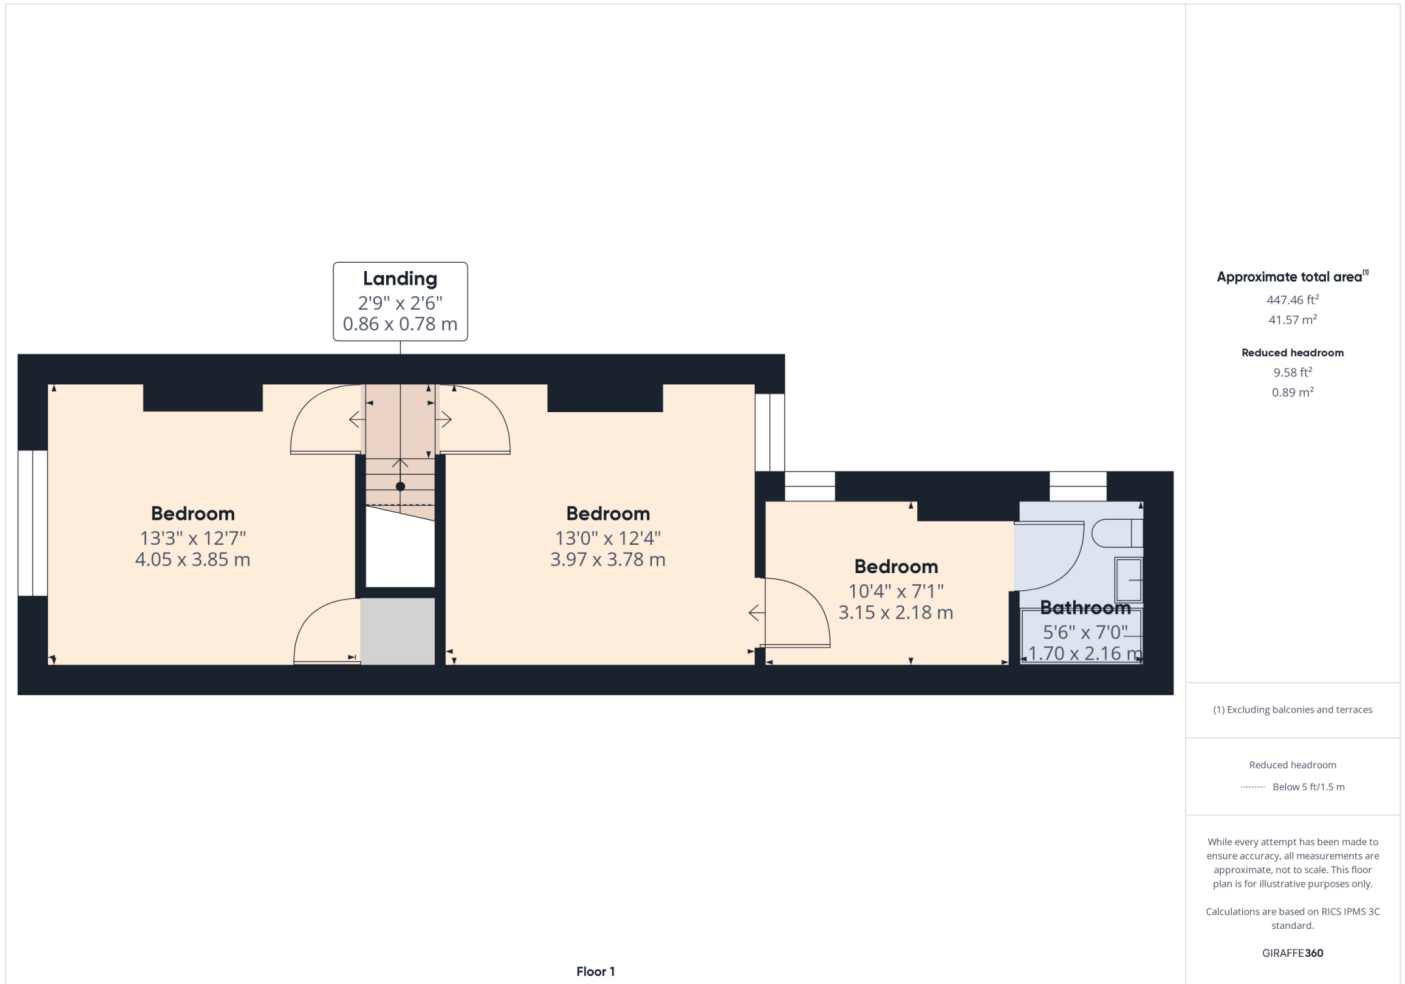 Landing
2'9" x 2'6"
0.86 x 0.78 m
Bedroom
13'3" x 12'7"
4.05 x 3.85 m
Bedroom
13'0" x 12'4"
3.97 x 3.78 m
Bedroom
10'4" x 7'1"
3.15 x 2.18 m
Bathroom
5'6" x 7'0"
1.70 x 2.16 m
Floor 1
Approximate total area(1)
447.46 ft²
41.57 m²
Reduced headroom
9.58 ft²
0.89 m²
(1) Excluding balconies and terraces
Reduced headroom
Below 5 ft/1.5 m
While every attempt has been made to
ensure accuracy, all measurements are
approximate, not to scale. This floor
plan is for illustrative purposes only.
Calculations are based on RICS IPMS 3C
standard.
GIRAFFE360